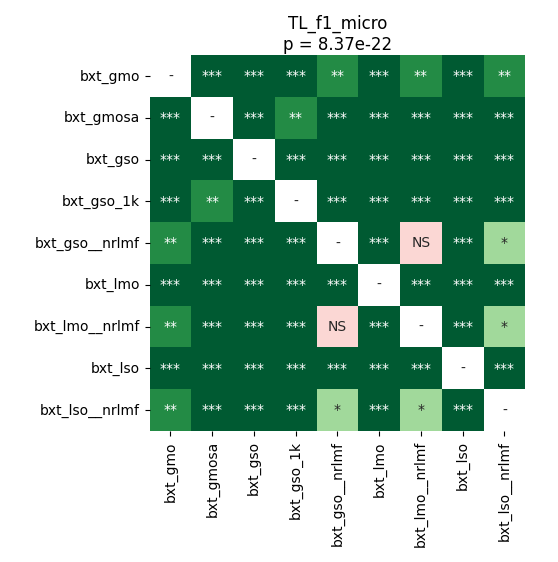 TL_f1_micro
p = 8.37e-22
bxt_gmo - *** *** *** ** *** ** *** **
bxt_gmosa *** - *** ** *** *** *** *** ***
bxt_gso *** *** - *** *** *** *** *** ***
bxt_gso_1k *** ** *** - *** *** *** *** ***
bxt_gso__nrlmf ** *** *** *** - *** NS *** *
bxt_lmo *** *** *** *** *** - *** *** ***
bxt_lmo__nrlmf ** *** *** *** NS *** - *** *
bxt_lso *** *** *** *** *** *** *** - ***
bxt_lso__nrlmf ** *** *** *** * *** * *** -
bxt_gmo
bxt_gmosa
bxt_gso
bxt_gso_1k
bxt_gso__nrlmf
bxt_lmo
bxt_lmo__nrlmf
bxt_lso
bxt_lso__nrlmf